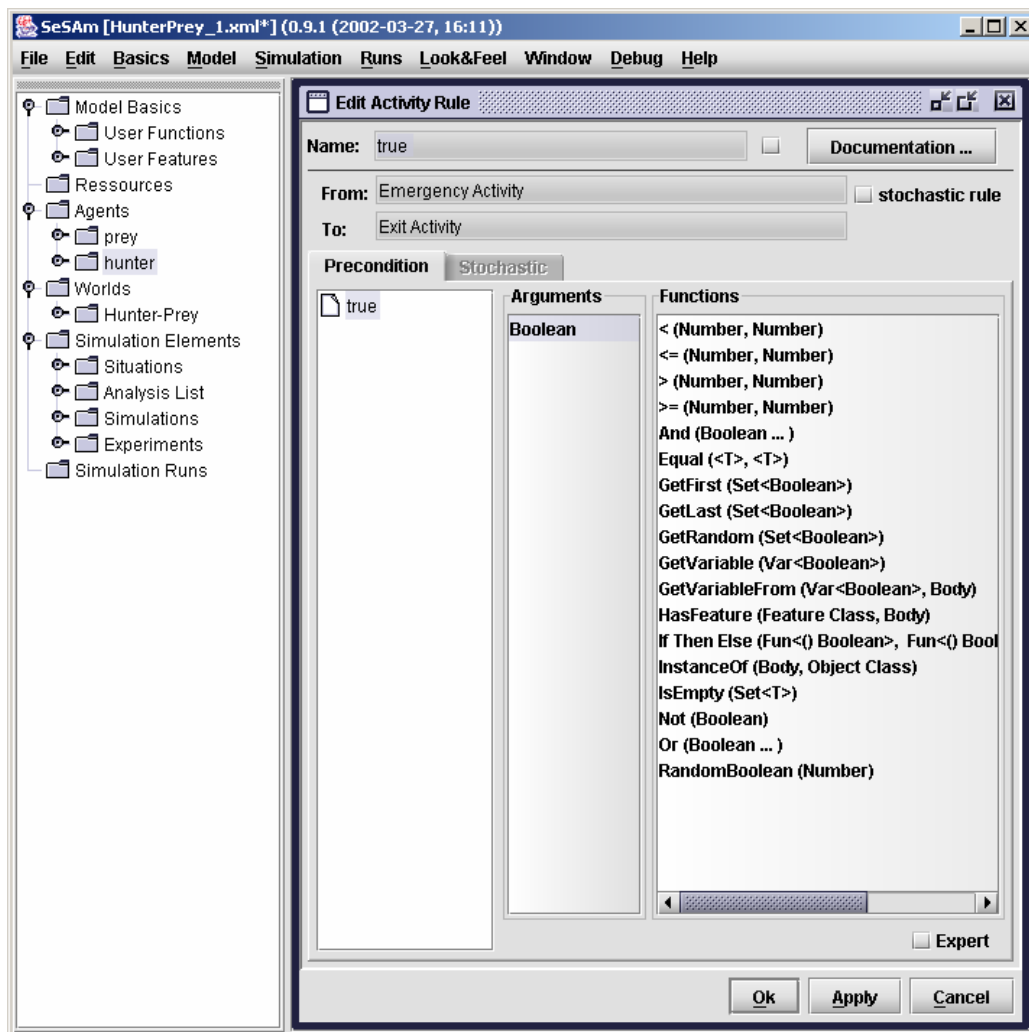 SeSAm [HunterPrey_1.xml*] (0.9.1 (2002-03-27, 16:11))
File Edit Basics Model Simulation Runs Look&Feel Window Debug Help
Model Basics
User Functions
User Features
Ressources
Agents
prey
hunter
Worlds
Hunter-Prey
Simulation Elements
Situations
Analysis List
Simulations
Experiments
Simulation Runs
Edit Activity Rule
Name: true Documentation ...
From: Emergency Activity stochastic rule
To: Exit Activity
Precondition Stochastic
true
Arguments
Boolean
Functions
< (Number, Number)
<= (Number, Number)
> (Number, Number)
>= (Number, Number)
And (Boolean ... )
Equal (<T>, <T>)
GetFirst (Set<Boolean>)
GetLast (Set<Boolean>)
GetRandom (Set<Boolean>)
GetVariable (Var<Boolean>)
GetVariableFrom (Var<Boolean>, Body)
HasFeature (Feature Class, Body)
If Then Else (Fun<() Boolean>, Fun<() Bool
InstanceOf (Body, Object Class)
IsEmpty (Set<T>)
Not (Boolean)
Or (Boolean ... )
RandomBoolean (Number)
Expert
Ok Apply Cancel